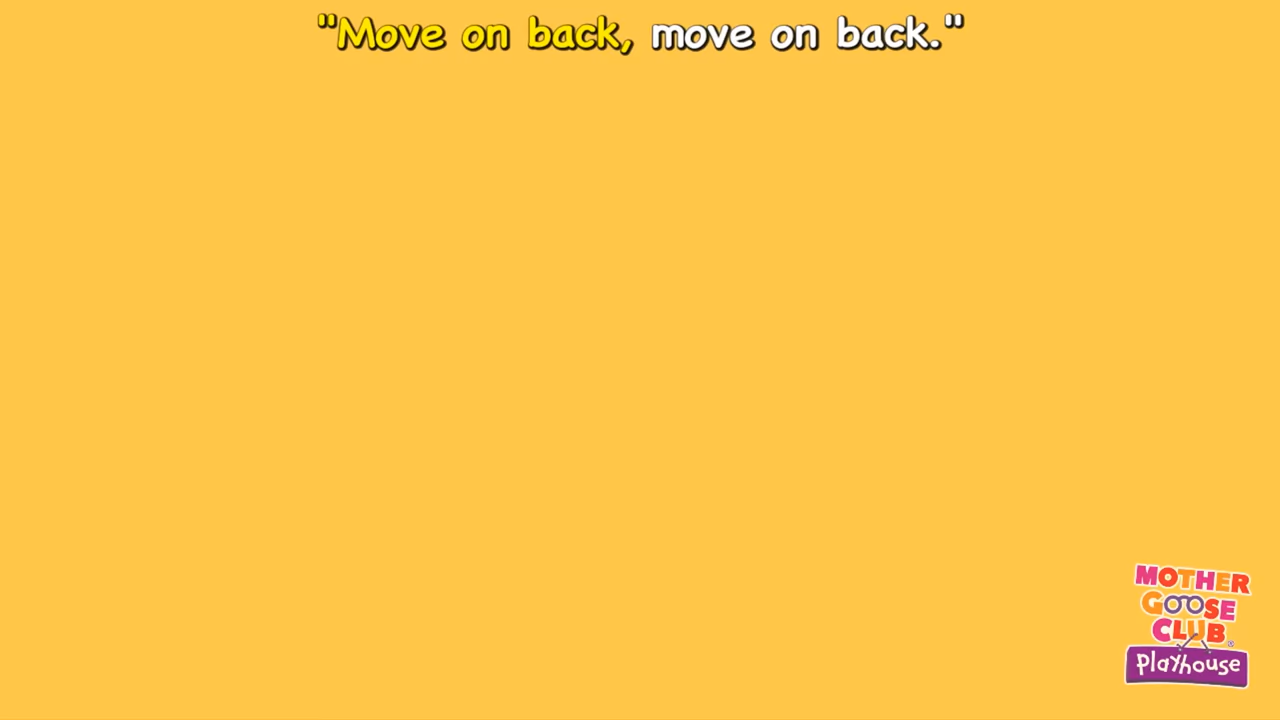 "Move on back, move on back."
MOTHER
GOOSE
CLUB
Playhouse